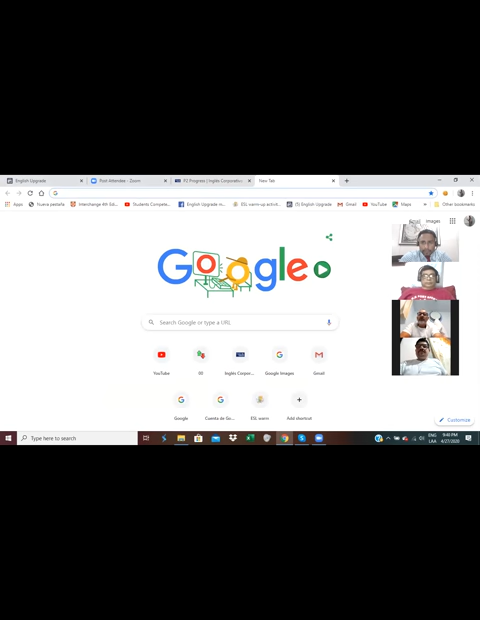 English Upgrade
Post Attendee - Zoom
P2 Progress | Inglés Corporativo
New Tab
Apps
Nueva pestaña
Interchange 4th Edi...
Students Compete...
English Upgrade
ESL warm-up activit...
(5) English Upgrade
Gmail
YouTube
Maps
Other bookmarks
Gmail Images
Google
Search Google or type a URL
YouTube
Inglés Corpor...
Google Images
Gmail
Google
Cuenta de Go...
ESL warm
Add shortcut
Customize
Type here to search
ENG
LAA
9:40 PM
4/27/2020